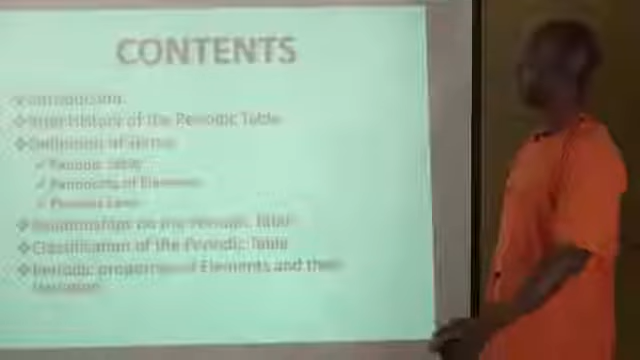 CONTENTS
Introduction
Brief History of the Periodic Table
Definition of terms
Periodic Table
Periodicity of Elements
Periodic Law
Relationships on the Periodic Table
Classification of the Periodic Table
Periodic properties of Elements and their